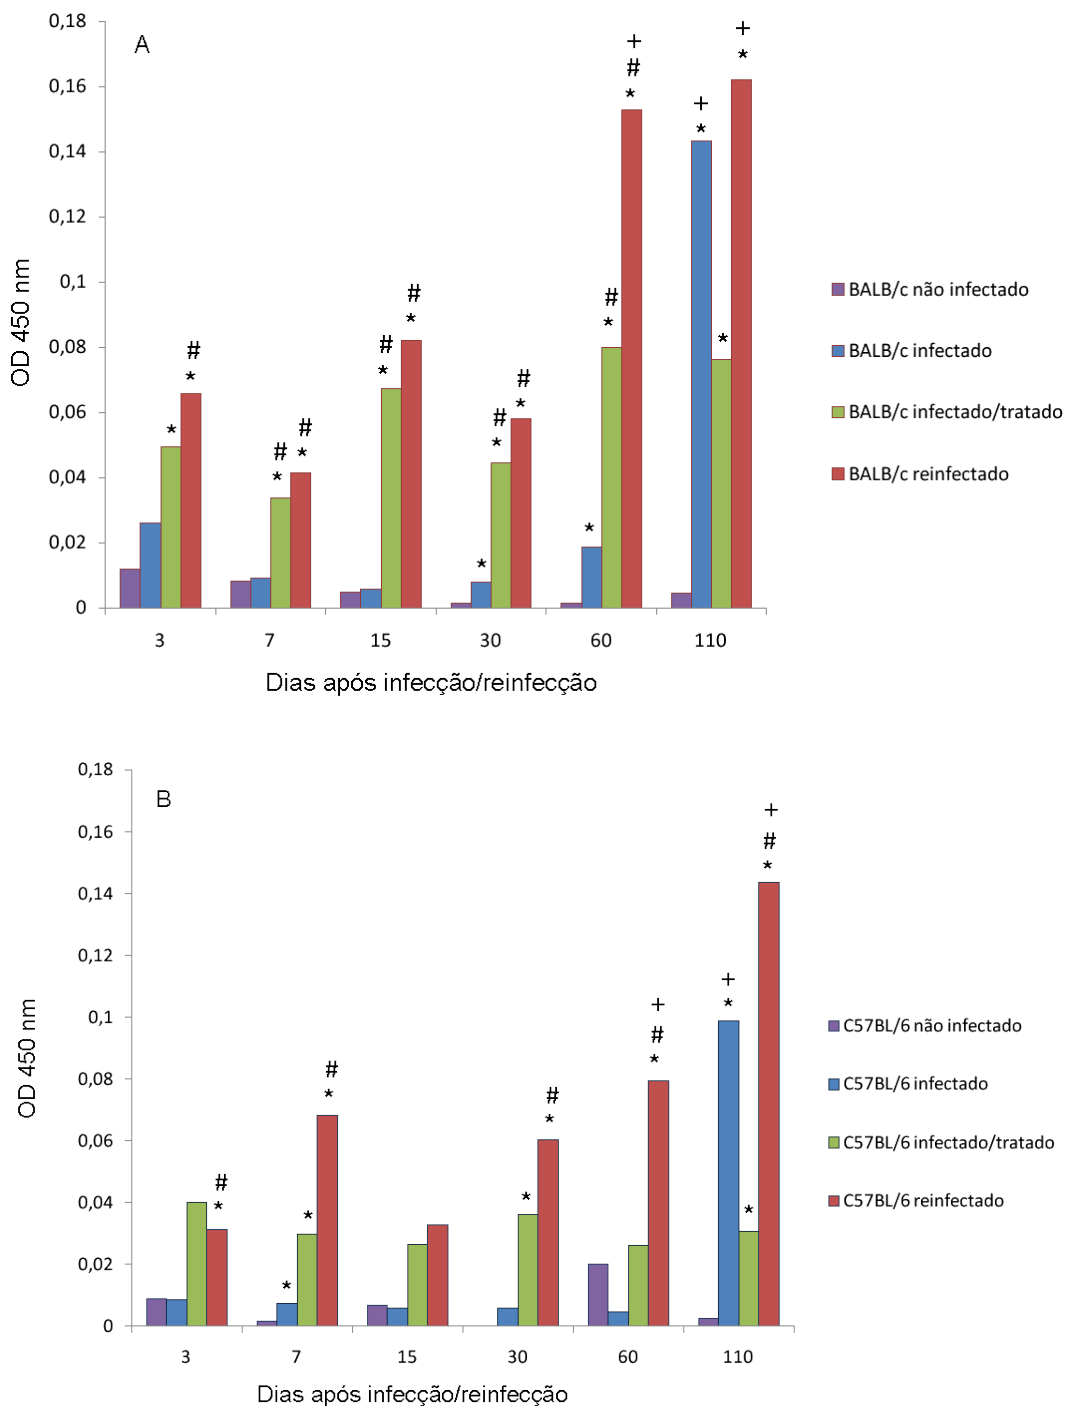 A
0,18
0,16
0,14
0,12
0,1
0,08
0,06
0,04
0,02
0
OD 450 nm
# * * # * # * # * # * # * # * * # * # * * # * + # * + * * + *
3 7 15 30 60 110
Dias após infecção/reinfecção
BALB/c não infectado
BALB/c infectado
BALB/c infectado/tratado
BALB/c reinfectado
B
0,18
0,16
0,14
0,12
0,1
0,08
0,06
0,04
0,02
0
OD 450 nm
# * * * # * * # * + # * + * * + # *
3 7 15 30 60 110
Dias após infecção/reinfecção
C57BL/6 não infectado
C57BL/6 infectado
C57BL/6 infectado/tratado
C57BL/6 reinfectado